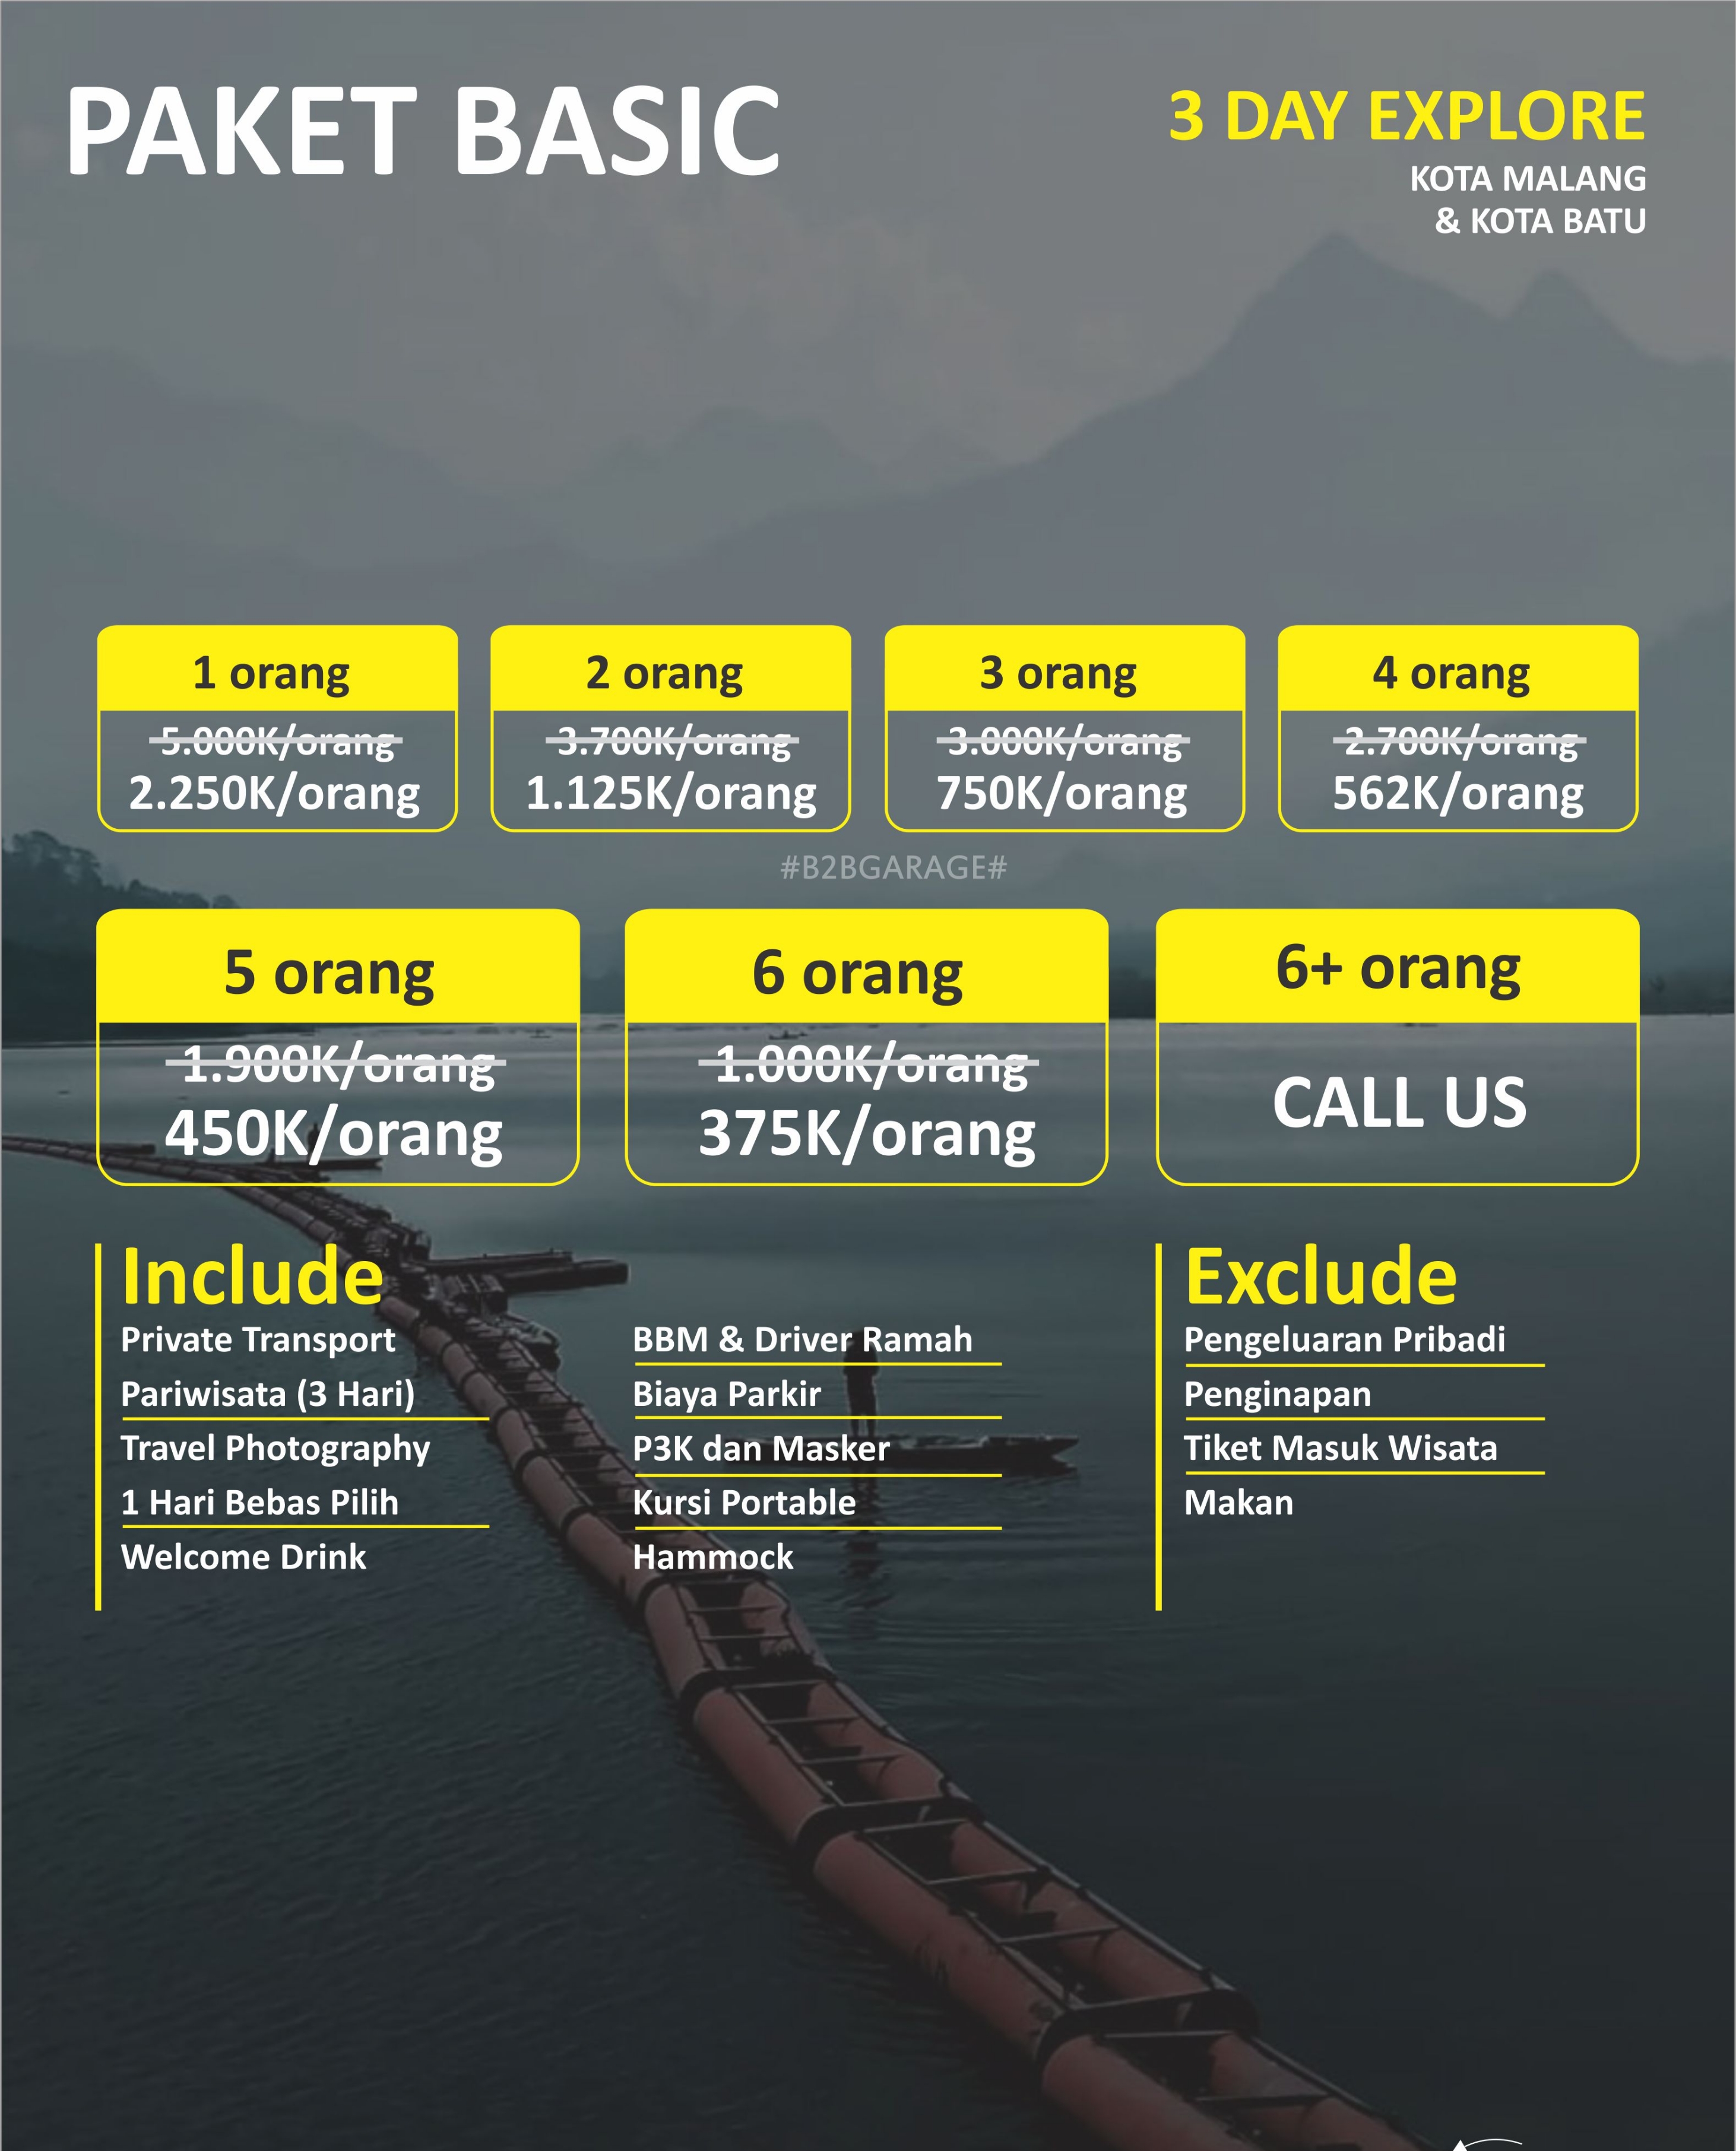 PAKET BASIC
3 DAY EXPLORE
KOTA MALANG
& KOTA BATU
1 orang
5.000K/orang
2.250K/orang
2 orang
3.700K/orang
1.125K/orang
3 orang
3.000K/orang
750K/orang
4 orang
2.700K/orang
562K/orang
#B2BGARAGE#
5 orang
1.900K/orang
450K/orang
6 orang
1.000K/orang
375K/orang
6+ orang
CALL US
Include
Private Transport
Pariwisata (3 Hari)
Travel Photography
1 Hari Bebas Pilih
Welcome Drink
BBM & Driver Ramah
Biaya Parkir
P3K dan Masker
Kursi Portable
Hammock
Exclude
Pengeluaran Pribadi
Penginapan
Tiket Masuk Wisata
Makan